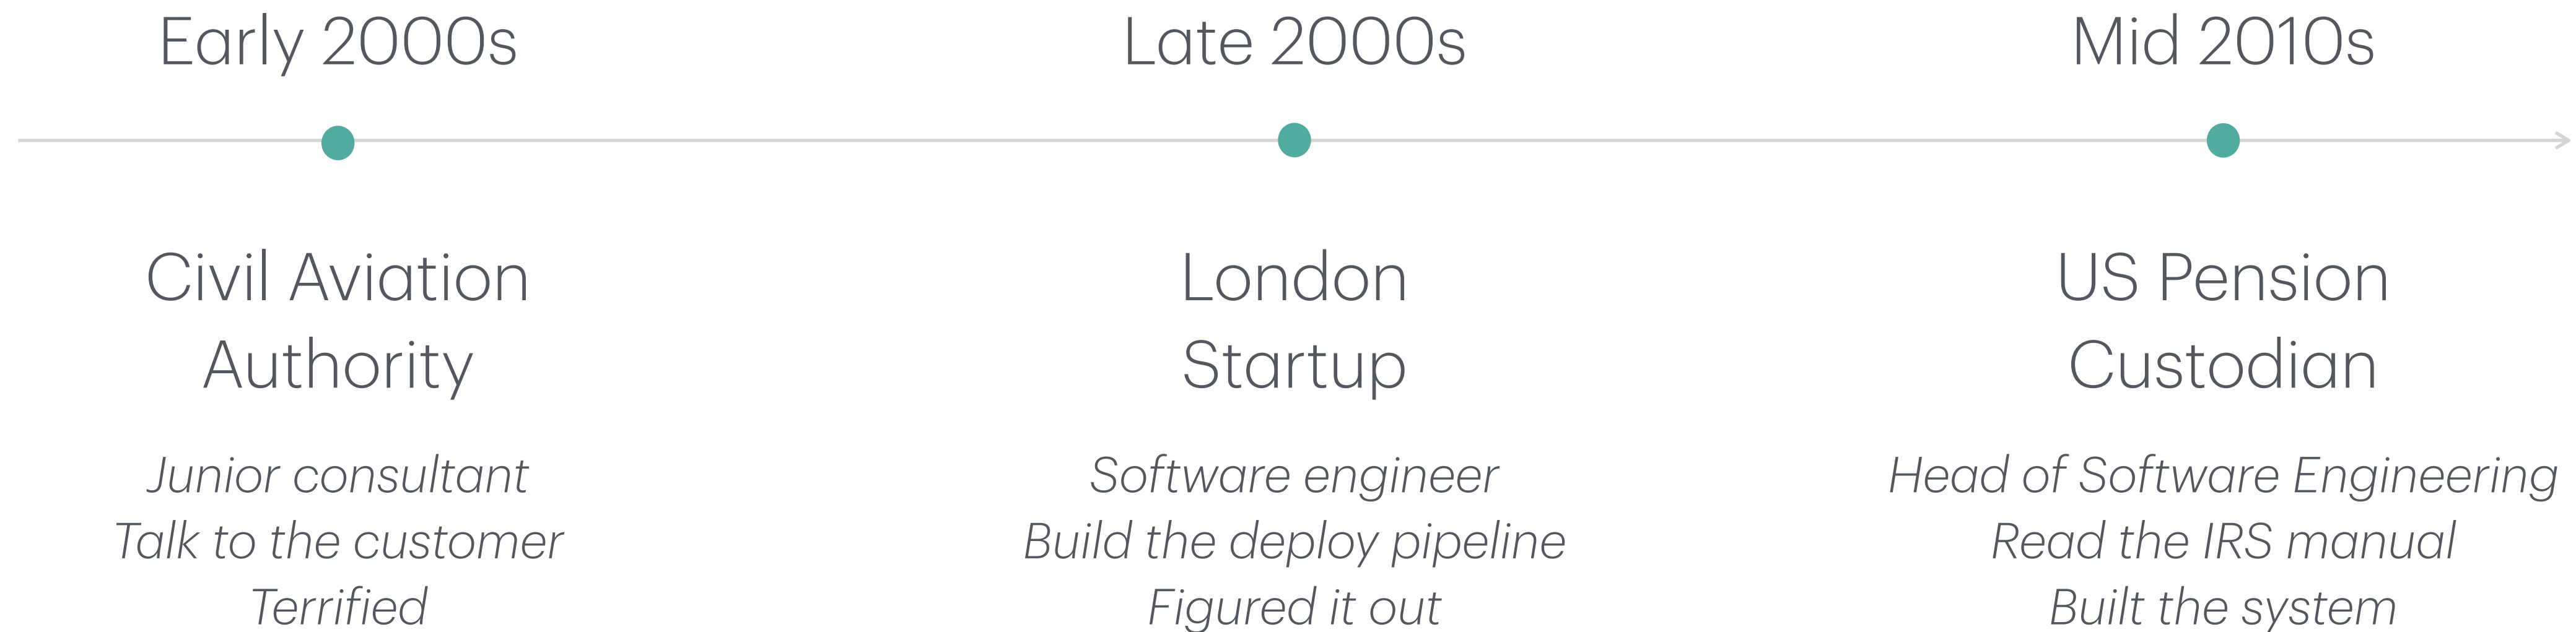 Early 2000s
Late 2000s
Mid 2010s
Civil Aviation
Authority
Junior consultant
Talk to the customer
Terrified
London
Startup
Software engineer
Build the deploy pipeline
Figured it out
US Pension
Custodian
Head of Software Engineering
Read the IRS manual
Built the system